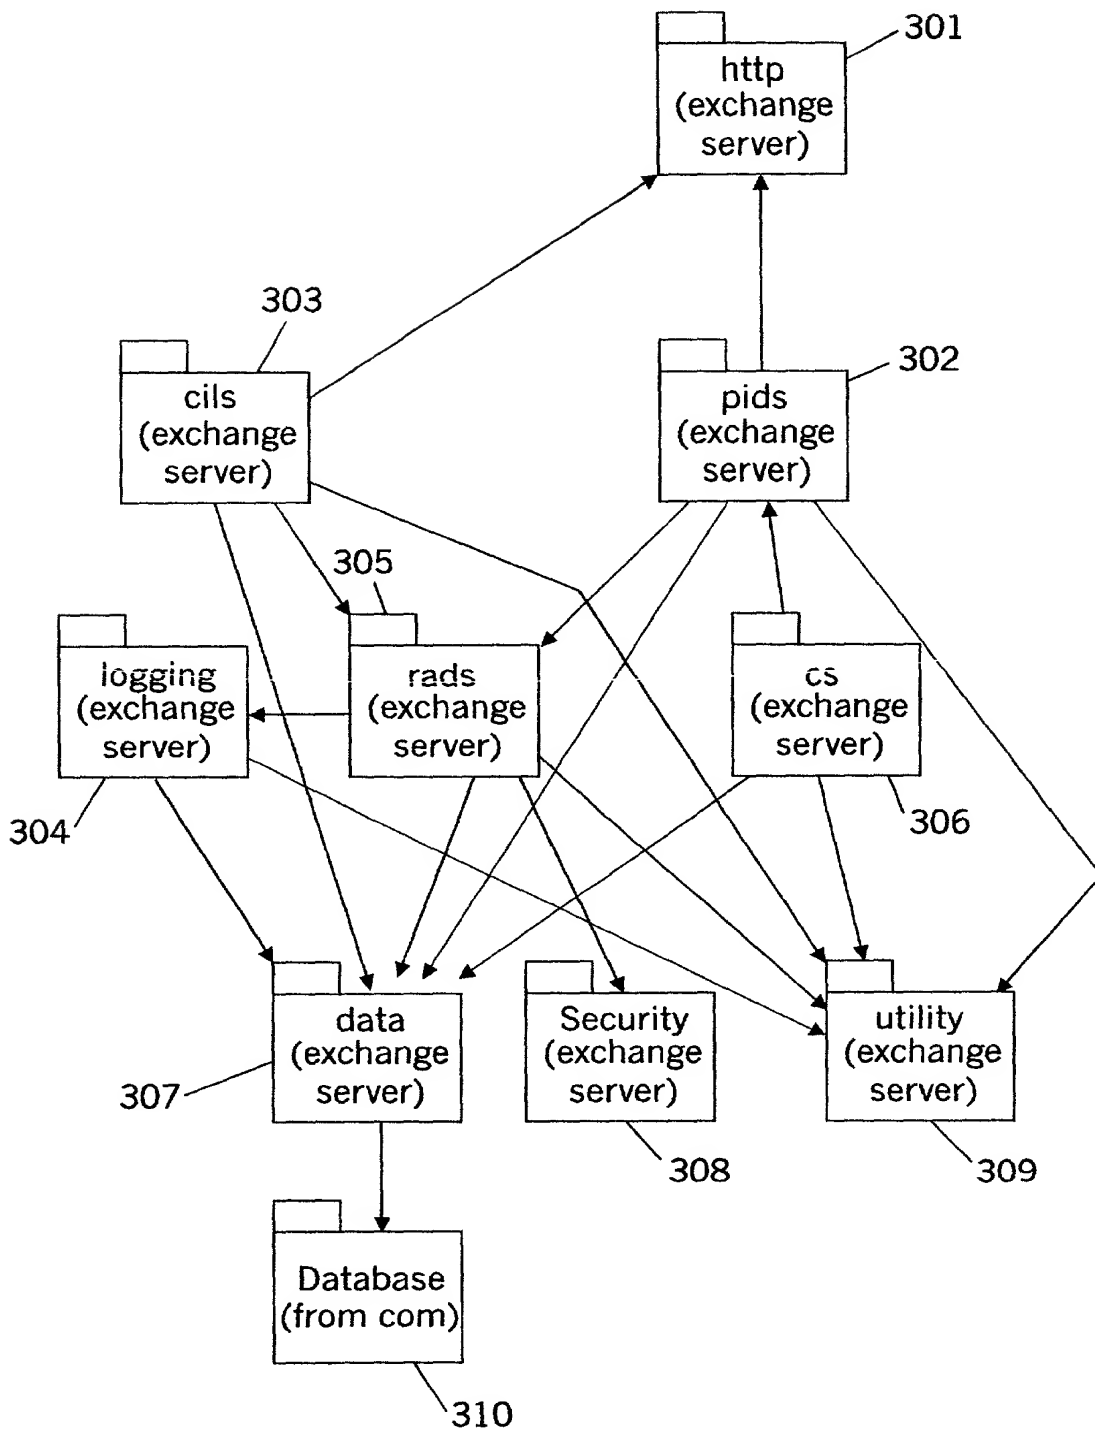 301
http
(exchange
server)
303
cils
(exchange
server)
302
pids
(exchange
server)
305
logging
(exchange
server)
304
rads
(exchange
server)
cs
(exchange
server)
306
data
(exchange
server)
307
Security
(exchange
server)
308
utility
(exchange
server)
309
Database
(from com)
310